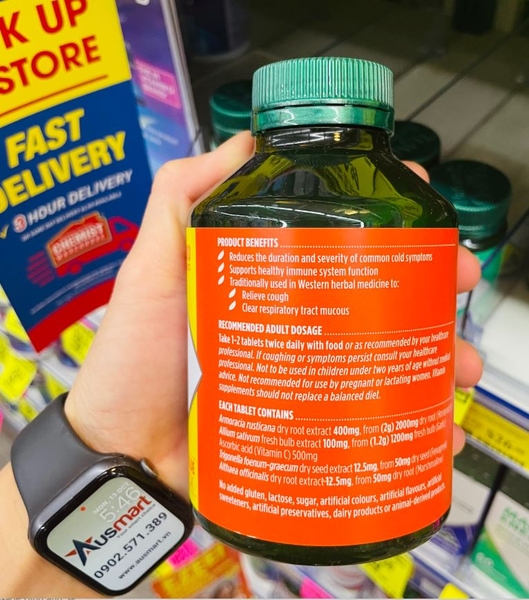 K UP
STORE
FAST
DELIVERY
3 HOUR DELIVERY
CHEMIST
PRODUCT BENEFITS
Reduces the duration and severity of common cold symptoms
Supports healthy immune system function
Traditionally used in Western herbal medicine to:
Relieve cough
Clear respiratory tract mucous
RECOMMENDED ADULT DOSAGE
Take 1-2 tablets twice daily with food or as recommended by your healthcare
professional. If coughing or symptoms persist consult your healthcare
professional. Not to be used in children under two years of age without medical
advice. Not recommended for use by pregnant or lactating women. Vitamin
supplements should not replace a balanced diet.
EACH TABLET CONTAINS
Armoracia rusticana dry root extract 400mg, from (2g) 2000mg dry root
Allium sativum fresh bulb extract 100mg, from (1.2g) 1200mg fresh bulb (Garlic)
Ascorbic acid (Vitamin C) 500mg
Trigonella foenum-graecum dry seed extract 12.5mg, from 50mg dry seed
Althaea officinalis dry root extract 12.5mg, from 50mg dry root (Marshmallow)
No added gluten, lactose, sugar, artificial colours, artificial flavours, artificial
sweeteners, artificial preservatives, dairy products or animal-derived products.
5:46
Ausmart
0902.571.389
www.ausmart.vn